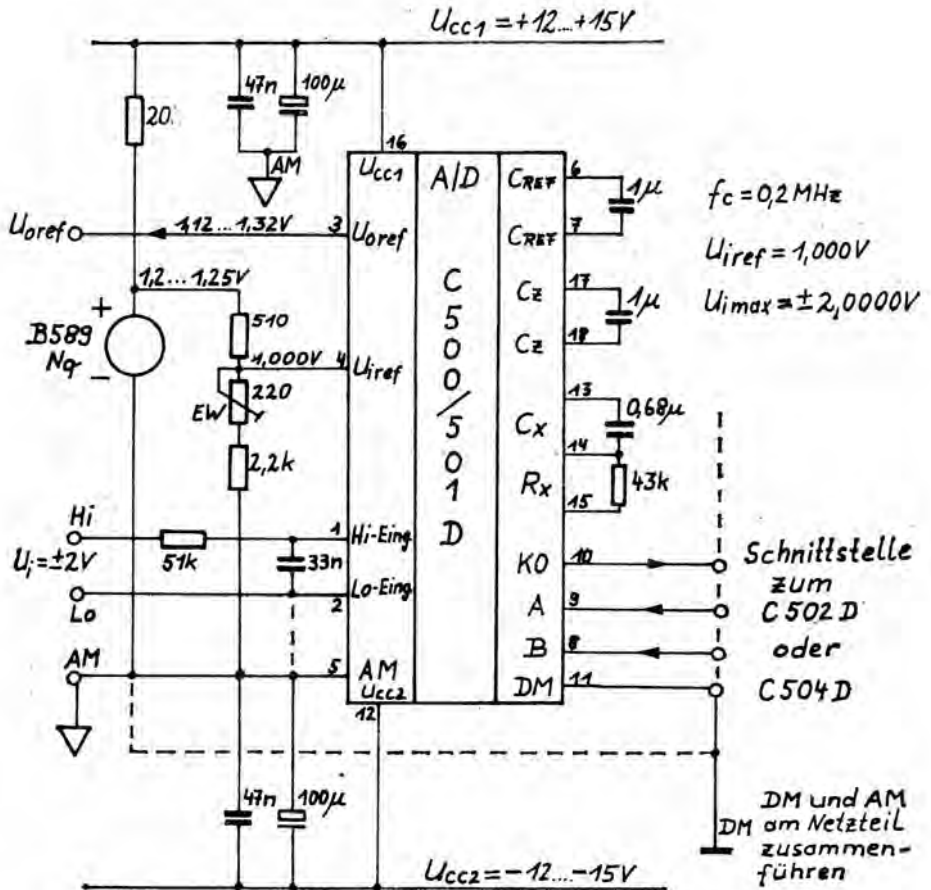 Ucc1 = +12....+15V
47n
100µ
20
16
AM
Ucc1
A/D
CREF
6
1µ
fc = 0,2 MHz
Uoref
1,12...1,32V
3
Uoref
CREF
7
Uiref = 1,000V
1,2...1,25V
C500/501D
Cz
17
1µ
Uimax = ±2,0000V
+
B589
Nq
−
510
Cz
18
1,000V
4
Uiref
EW
220
13
0,68µ
Cx
14
2,2k
Rx
43k
15
Hi
51k
1
Hi-Eing
Ui = ±2V
33n
KO
10
Schnittstelle
zum
Lo
2
Lo-Eing
A
9
C502D
B
8
oder
AM
5
AM
DM
11
C504D
Ucc2
12
47n
100µ
DM
DM und AM
am Netzteil
zusammen-
führen
Ucc2 = −12....−15V